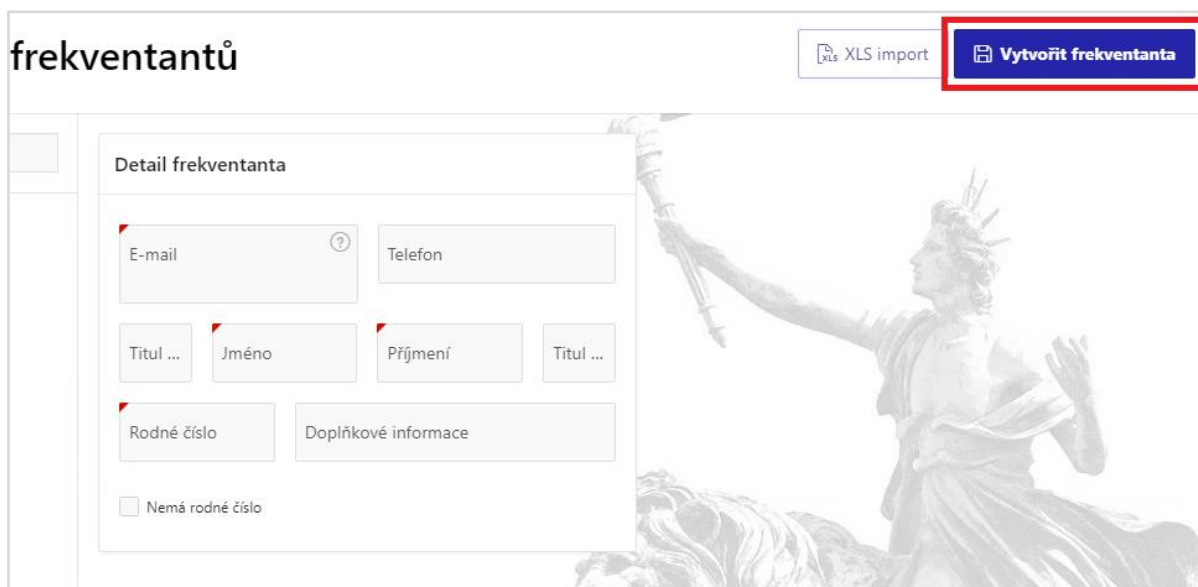 frekventantů
XLS import
Vytvořit frekventanta
Detail frekventanta
E-mail
Telefon
Titul ...
Jméno
Příjmení
Titul ...
Rodné číslo
Doplňkové informace
Nemá rodné číslo